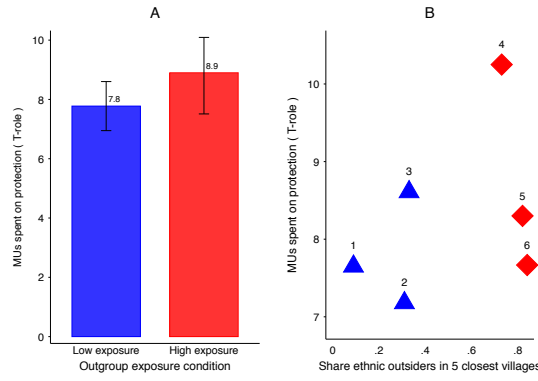 A
MUs spent on protection ( T-role )
10
8
6
4
2
0
7.8
8.9
Low exposure
High exposure
Outgroup exposure condition
B
MUs spent on protection ( T-role )
10
9
8
7
4
3
5
1
6
2
0
.2
.4
.6
.8
Share ethnic outsiders in 5 closest villages